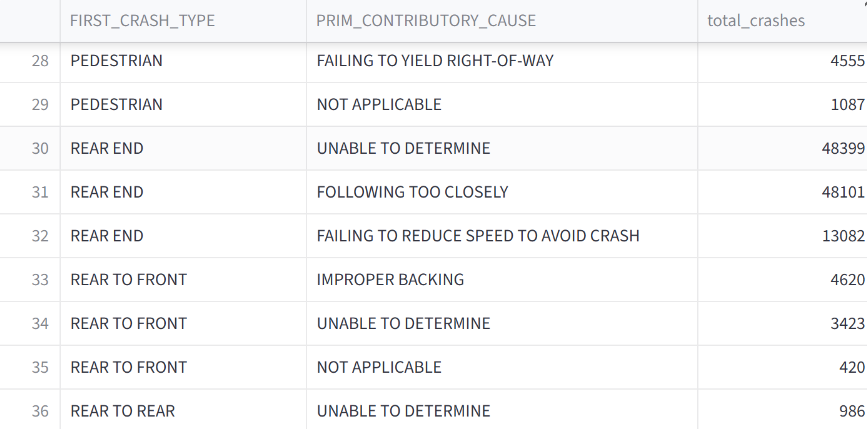 FIRST_CRASH_TYPE PRIM_CONTRIBUTORY_CAUSE total_crashes
28 PEDESTRIAN FAILING TO YIELD RIGHT-OF-WAY 4555
29 PEDESTRIAN NOT APPLICABLE 1087
30 REAR END UNABLE TO DETERMINE 48399
31 REAR END FOLLOWING TOO CLOSELY 48101
32 REAR END FAILING TO REDUCE SPEED TO AVOID CRASH 13082
33 REAR TO FRONT IMPROPER BACKING 4620
34 REAR TO FRONT UNABLE TO DETERMINE 3423
35 REAR TO FRONT NOT APPLICABLE 420
36 REAR TO REAR UNABLE TO DETERMINE 986